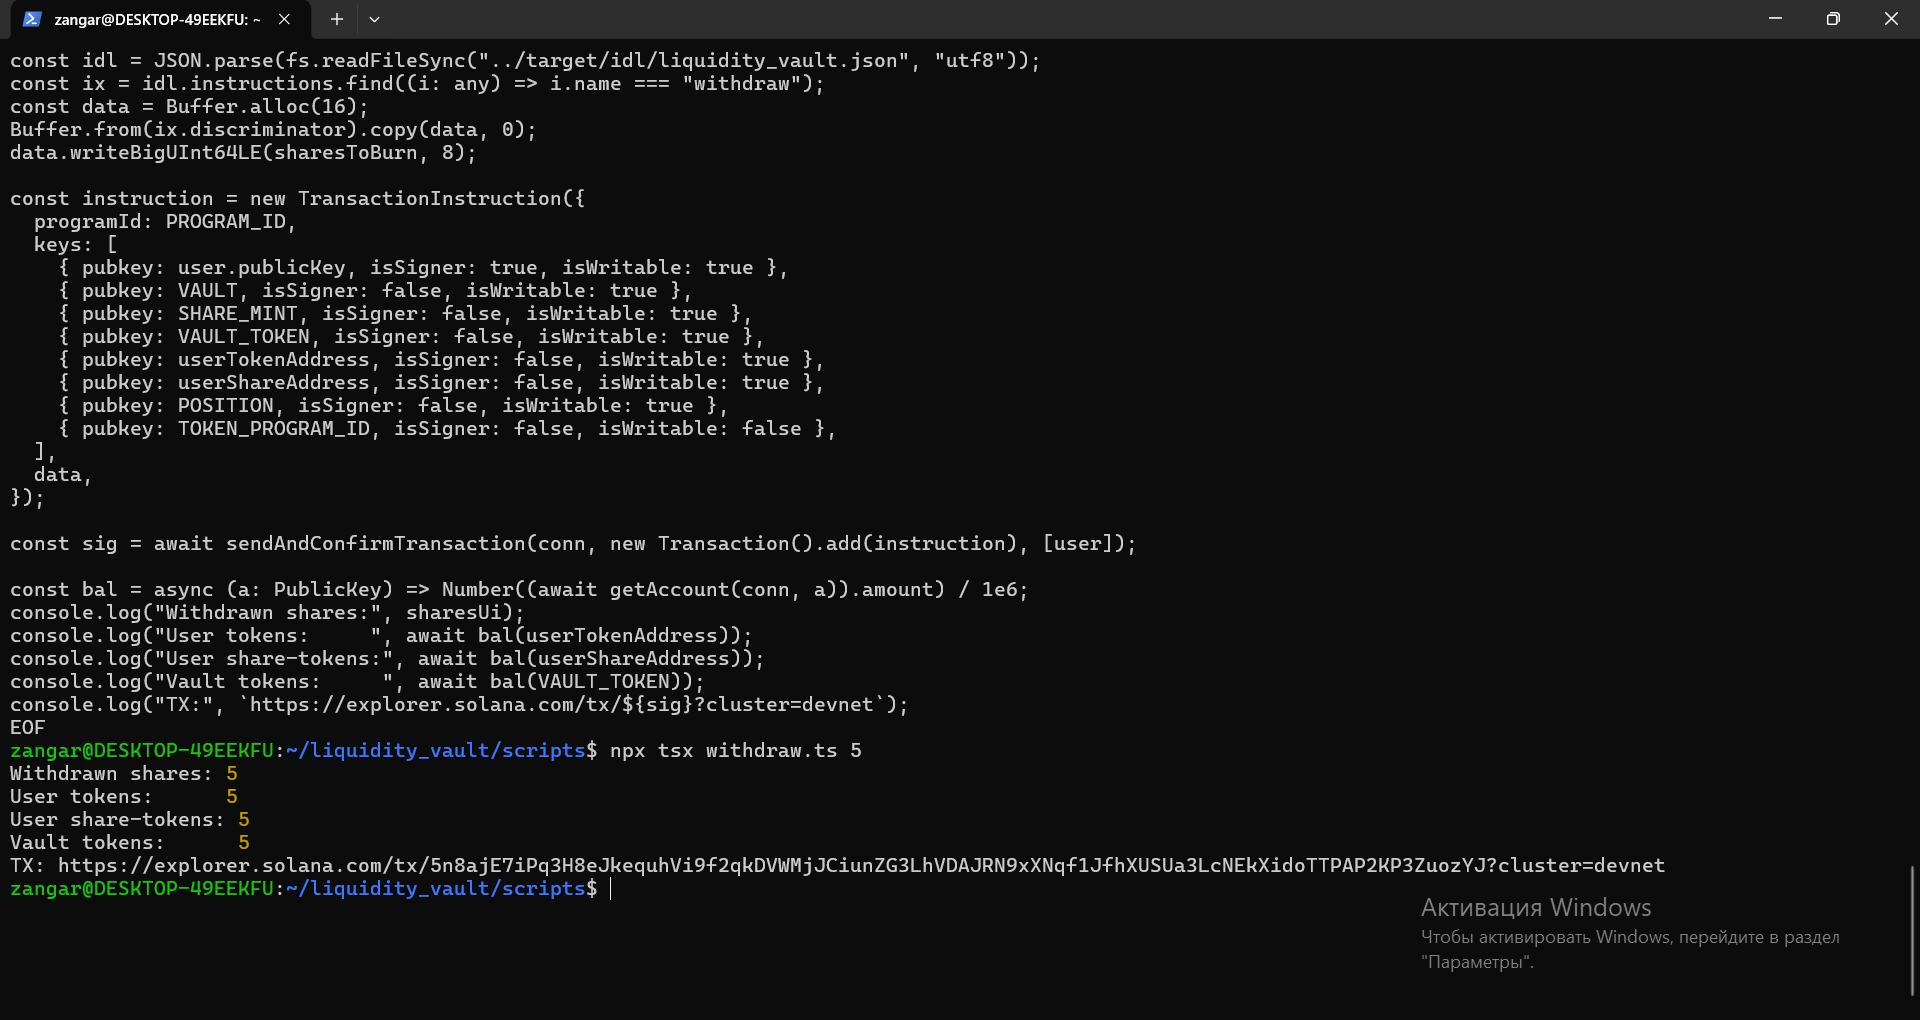 zangar@DESKTOP-49EEKFU: ~
const idl = JSON.parse(fs.readFileSync("../target/idl/liquidity_vault.json", "utf8"));
const ix = idl.instructions.find((i: any) => i.name === "withdraw");
const data = Buffer.alloc(16);
Buffer.from(ix.discriminator).copy(data, 0);
data.writeBigUInt64LE(sharesToBurn, 8);

const instruction = new TransactionInstruction({
  programId: PROGRAM_ID,
  keys: [
    { pubkey: user.publicKey, isSigner: true, isWritable: true },
    { pubkey: VAULT, isSigner: false, isWritable: true },
    { pubkey: SHARE_MINT, isSigner: false, isWritable: true },
    { pubkey: VAULT_TOKEN, isSigner: false, isWritable: true },
    { pubkey: userTokenAddress, isSigner: false, isWritable: true },
    { pubkey: userShareAddress, isSigner: false, isWritable: true },
    { pubkey: POSITION, isSigner: false, isWritable: true },
    { pubkey: TOKEN_PROGRAM_ID, isSigner: false, isWritable: false },
  ],
  data,
});

const sig = await sendAndConfirmTransaction(conn, new Transaction().add(instruction), [user]);

const bal = async (a: PublicKey) => Number((await getAccount(conn, a)).amount) / 1e6;
console.log("Withdrawn shares:", sharesUi);
console.log("User tokens:     ", await bal(userTokenAddress));
console.log("User share-tokens:", await bal(userShareAddress));
console.log("Vault tokens:     ", await bal(VAULT_TOKEN));
console.log("TX:", `https://explorer.solana.com/tx/${sig}?cluster=devnet`);
EOF
zangar@DESKTOP-49EEKFU:~/liquidity_vault/scripts$ npx tsx withdraw.ts 5
Withdrawn shares: 5
User tokens:      5
User share-tokens: 5
Vault tokens:      5
TX: https://explorer.solana.com/tx/5n8ajE7iPq3H8eJkequhVi9f2qkDVWMjJCiunZG3LhVDAJRN9xXNqf1JfhXUSUa3LcNEkXidoTTPAP2KP3ZuozYJ?cluster=devnet
zangar@DESKTOP-49EEKFU:~/liquidity_vault/scripts$
Активация Windows
Чтобы активировать Windows, перейдите в раздел
"Параметры".